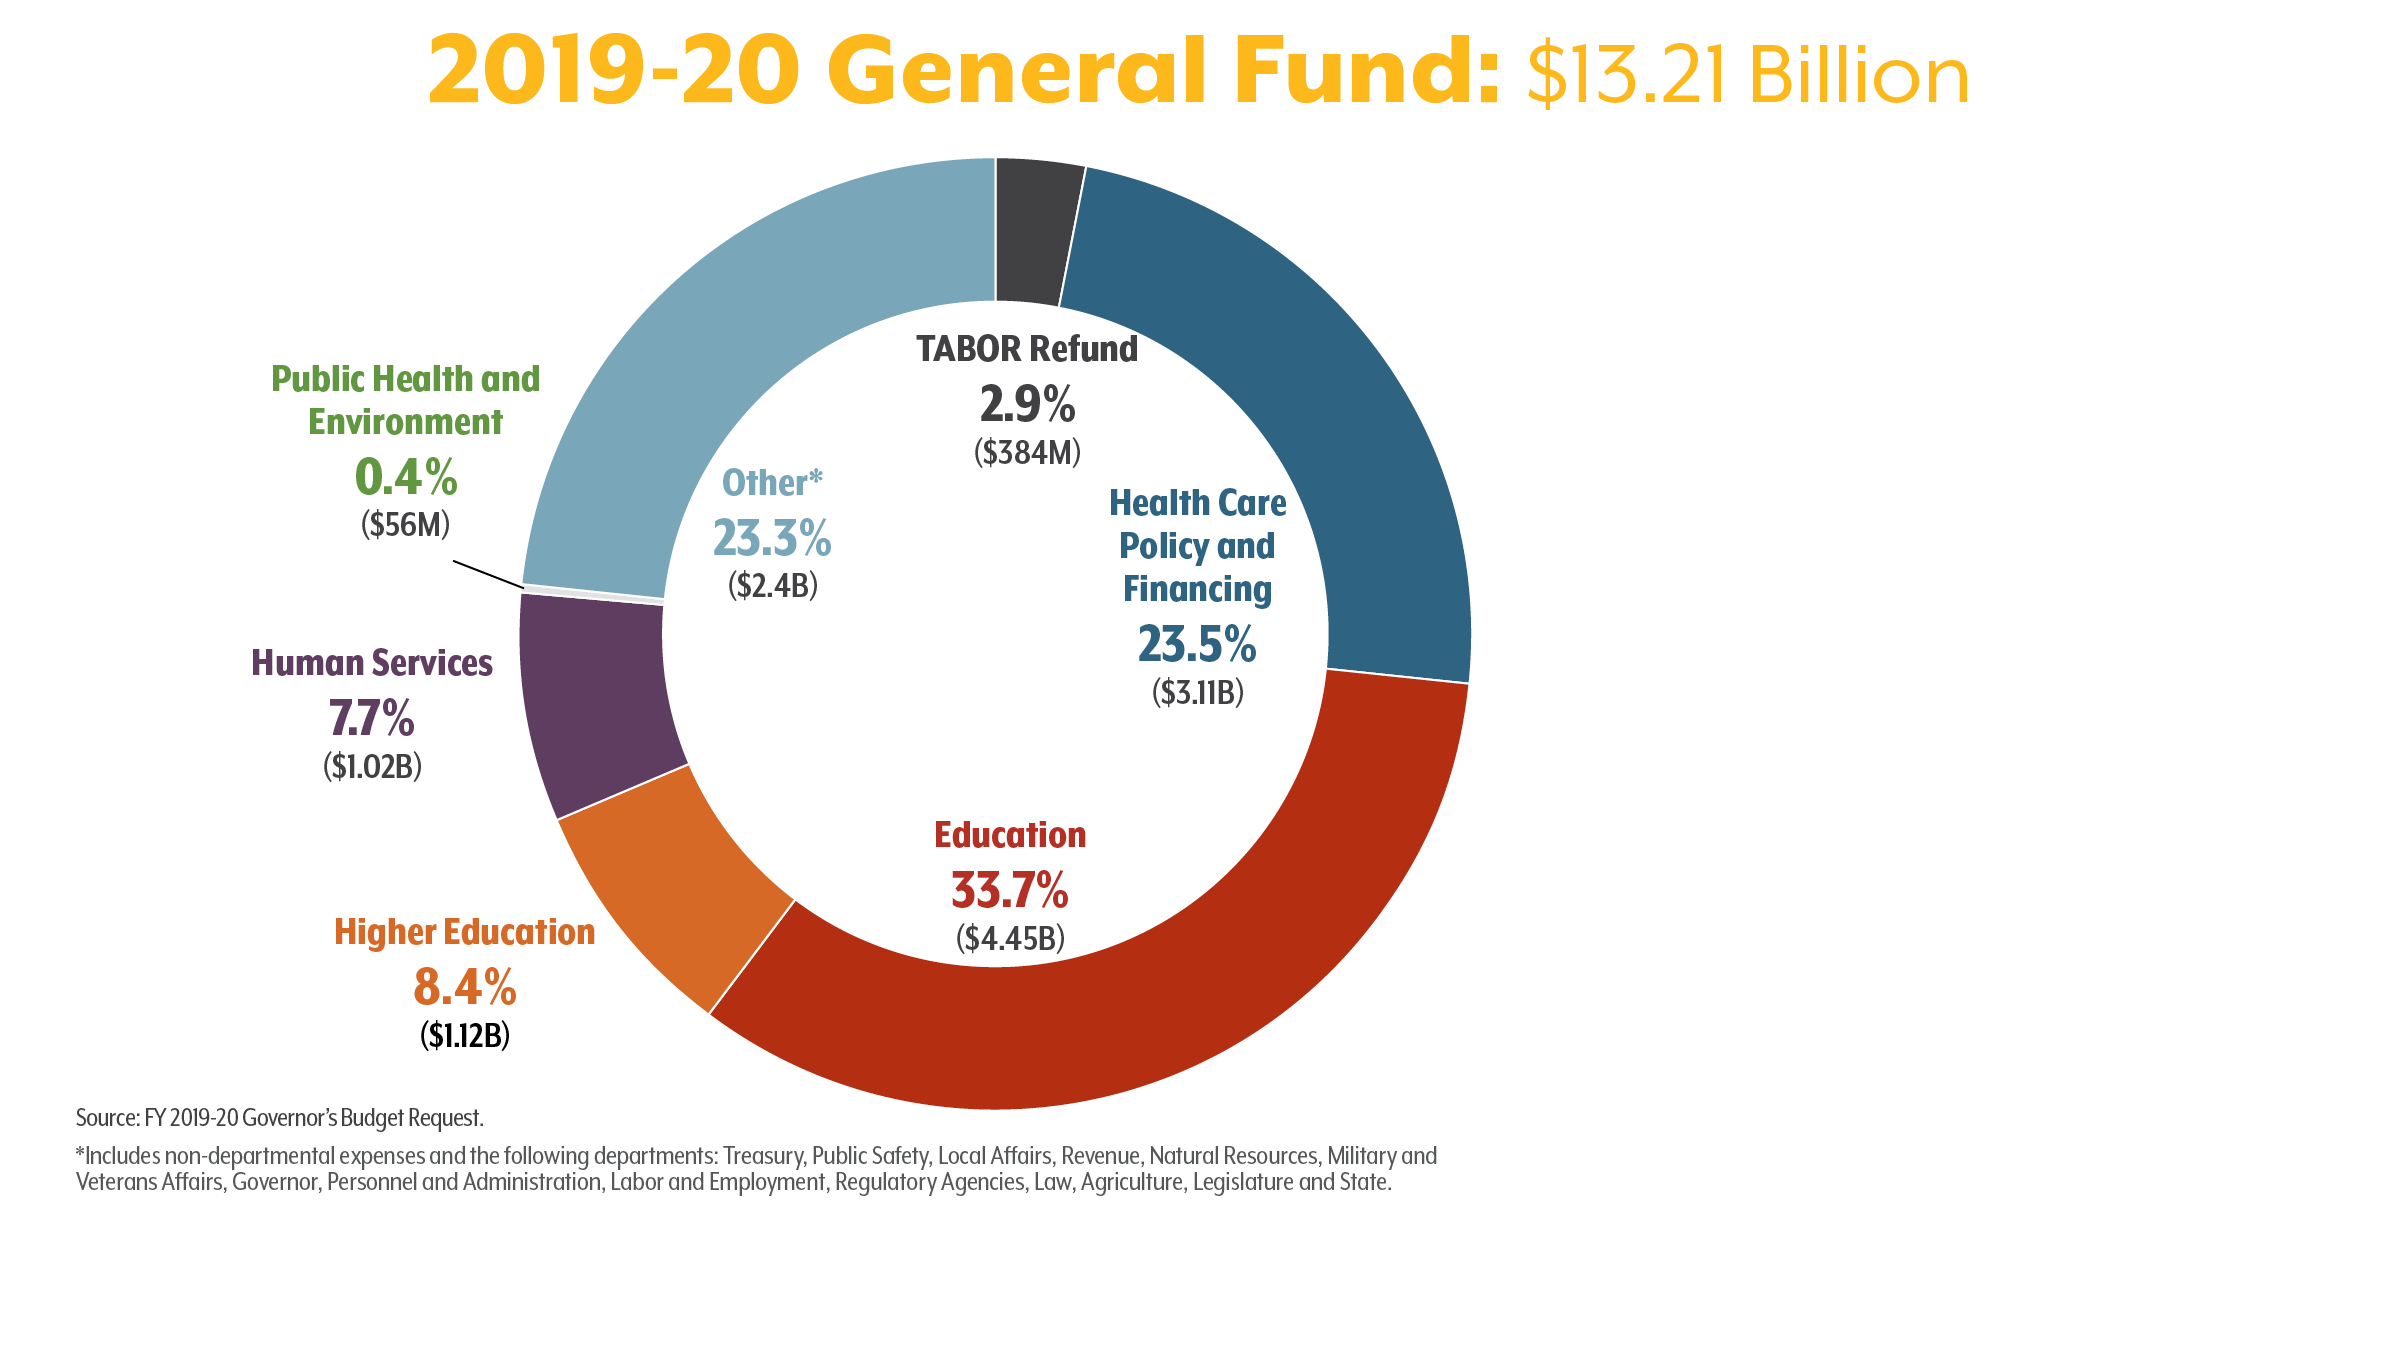 2019-20 General Fund: $13.21 Billion
TABOR Refund
2.9%
($384M)
Health Care
Policy and
Financing
23.5%
($3.11B)
Education
33.7%
($4.45B)
Higher Education
8.4%
($1.12B)
Human Services
7.7%
($1.02B)
Public Health and
Environment
0.4%
($56M)
Other*
23.3%
($2.4B)
Source: FY 2019-20 Governor’s Budget Request.
*Includes non-departmental expenses and the following departments: Treasury, Public Safety, Local Affairs, Revenue, Natural Resources, Military and
Veterans Affairs, Governor, Personnel and Administration, Labor and Employment, Regulatory Agencies, Law, Agriculture, Legislature and State.